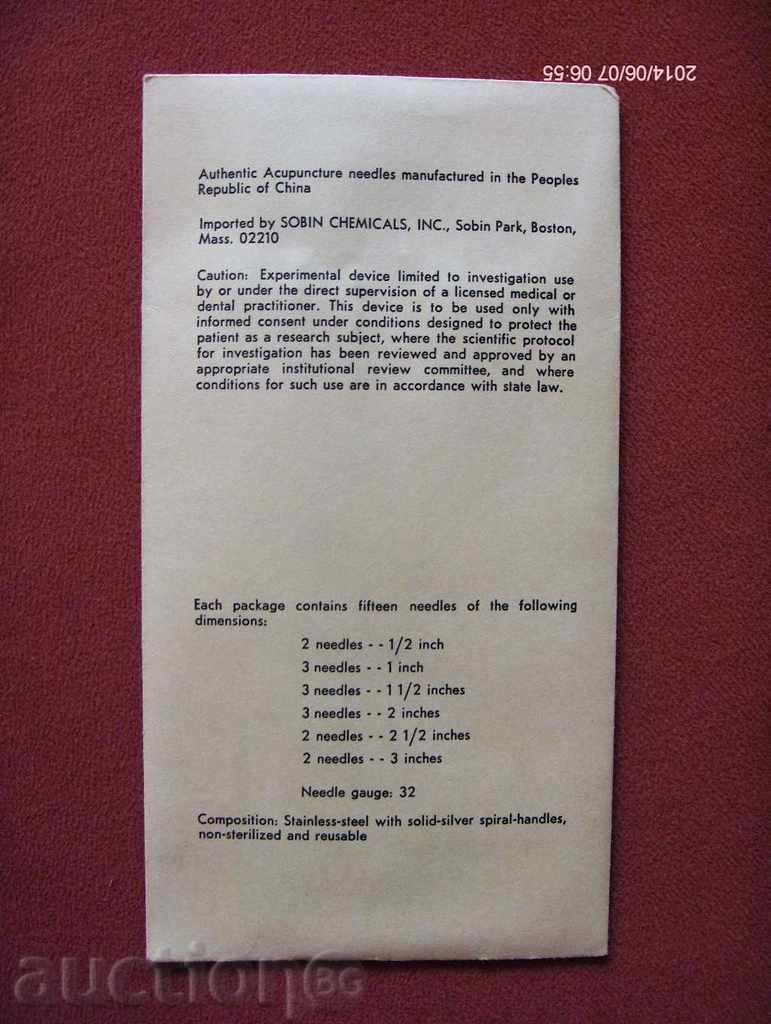 2014/06/07 06:55
Authentic Acupuncture needles manufactured in the Peoples
Republic of China
Imported by SOBIN CHEMICALS, INC., Sobin Park, Boston,
Mass. 02210
Caution: Experimental device limited to investigation use
by or under the direct supervision of a licensed medical or
dental practitioner. This device is to be used only with
informed consent under conditions designed to protect the
patient as a research subject, where the scientific protocol
for investigation has been reviewed and approved by an
appropriate institutional review committee, and where
conditions for such use are in accordance with state law.
Each package contains fifteen needles of the following
dimensions:
2 needles - - 1/2 inch
3 needles - - 1 inch
3 needles - - 1 1/2 inches
3 needles - - 2 inches
2 needles - - 2 1/2 inches
2 needles - - 3 inches
Needle gauge: 32
Composition: Stainless-steel with solid-silver spiral-handles,
non-sterilized and reusable
auctionBG